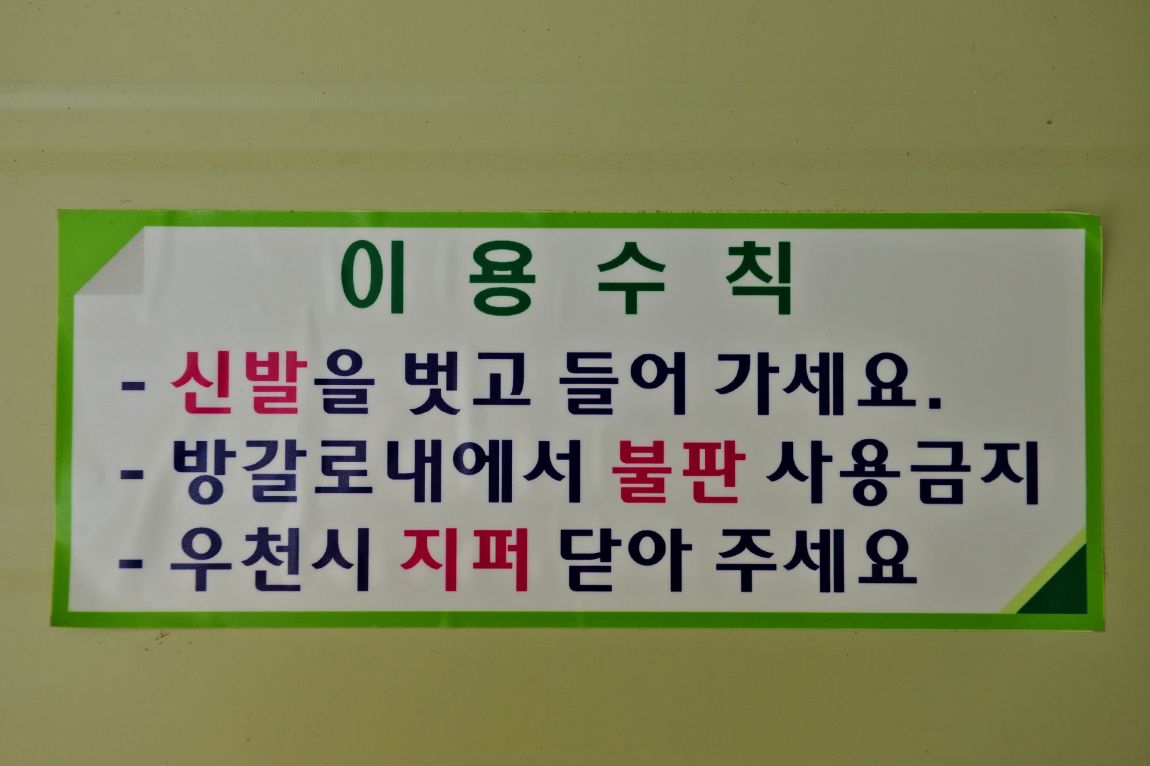 이 용 수 칙
- 신발을 벗고 들어 가세요.
- 방갈로내에서 불판 사용금지
- 우천시 지퍼 닫아 주세요